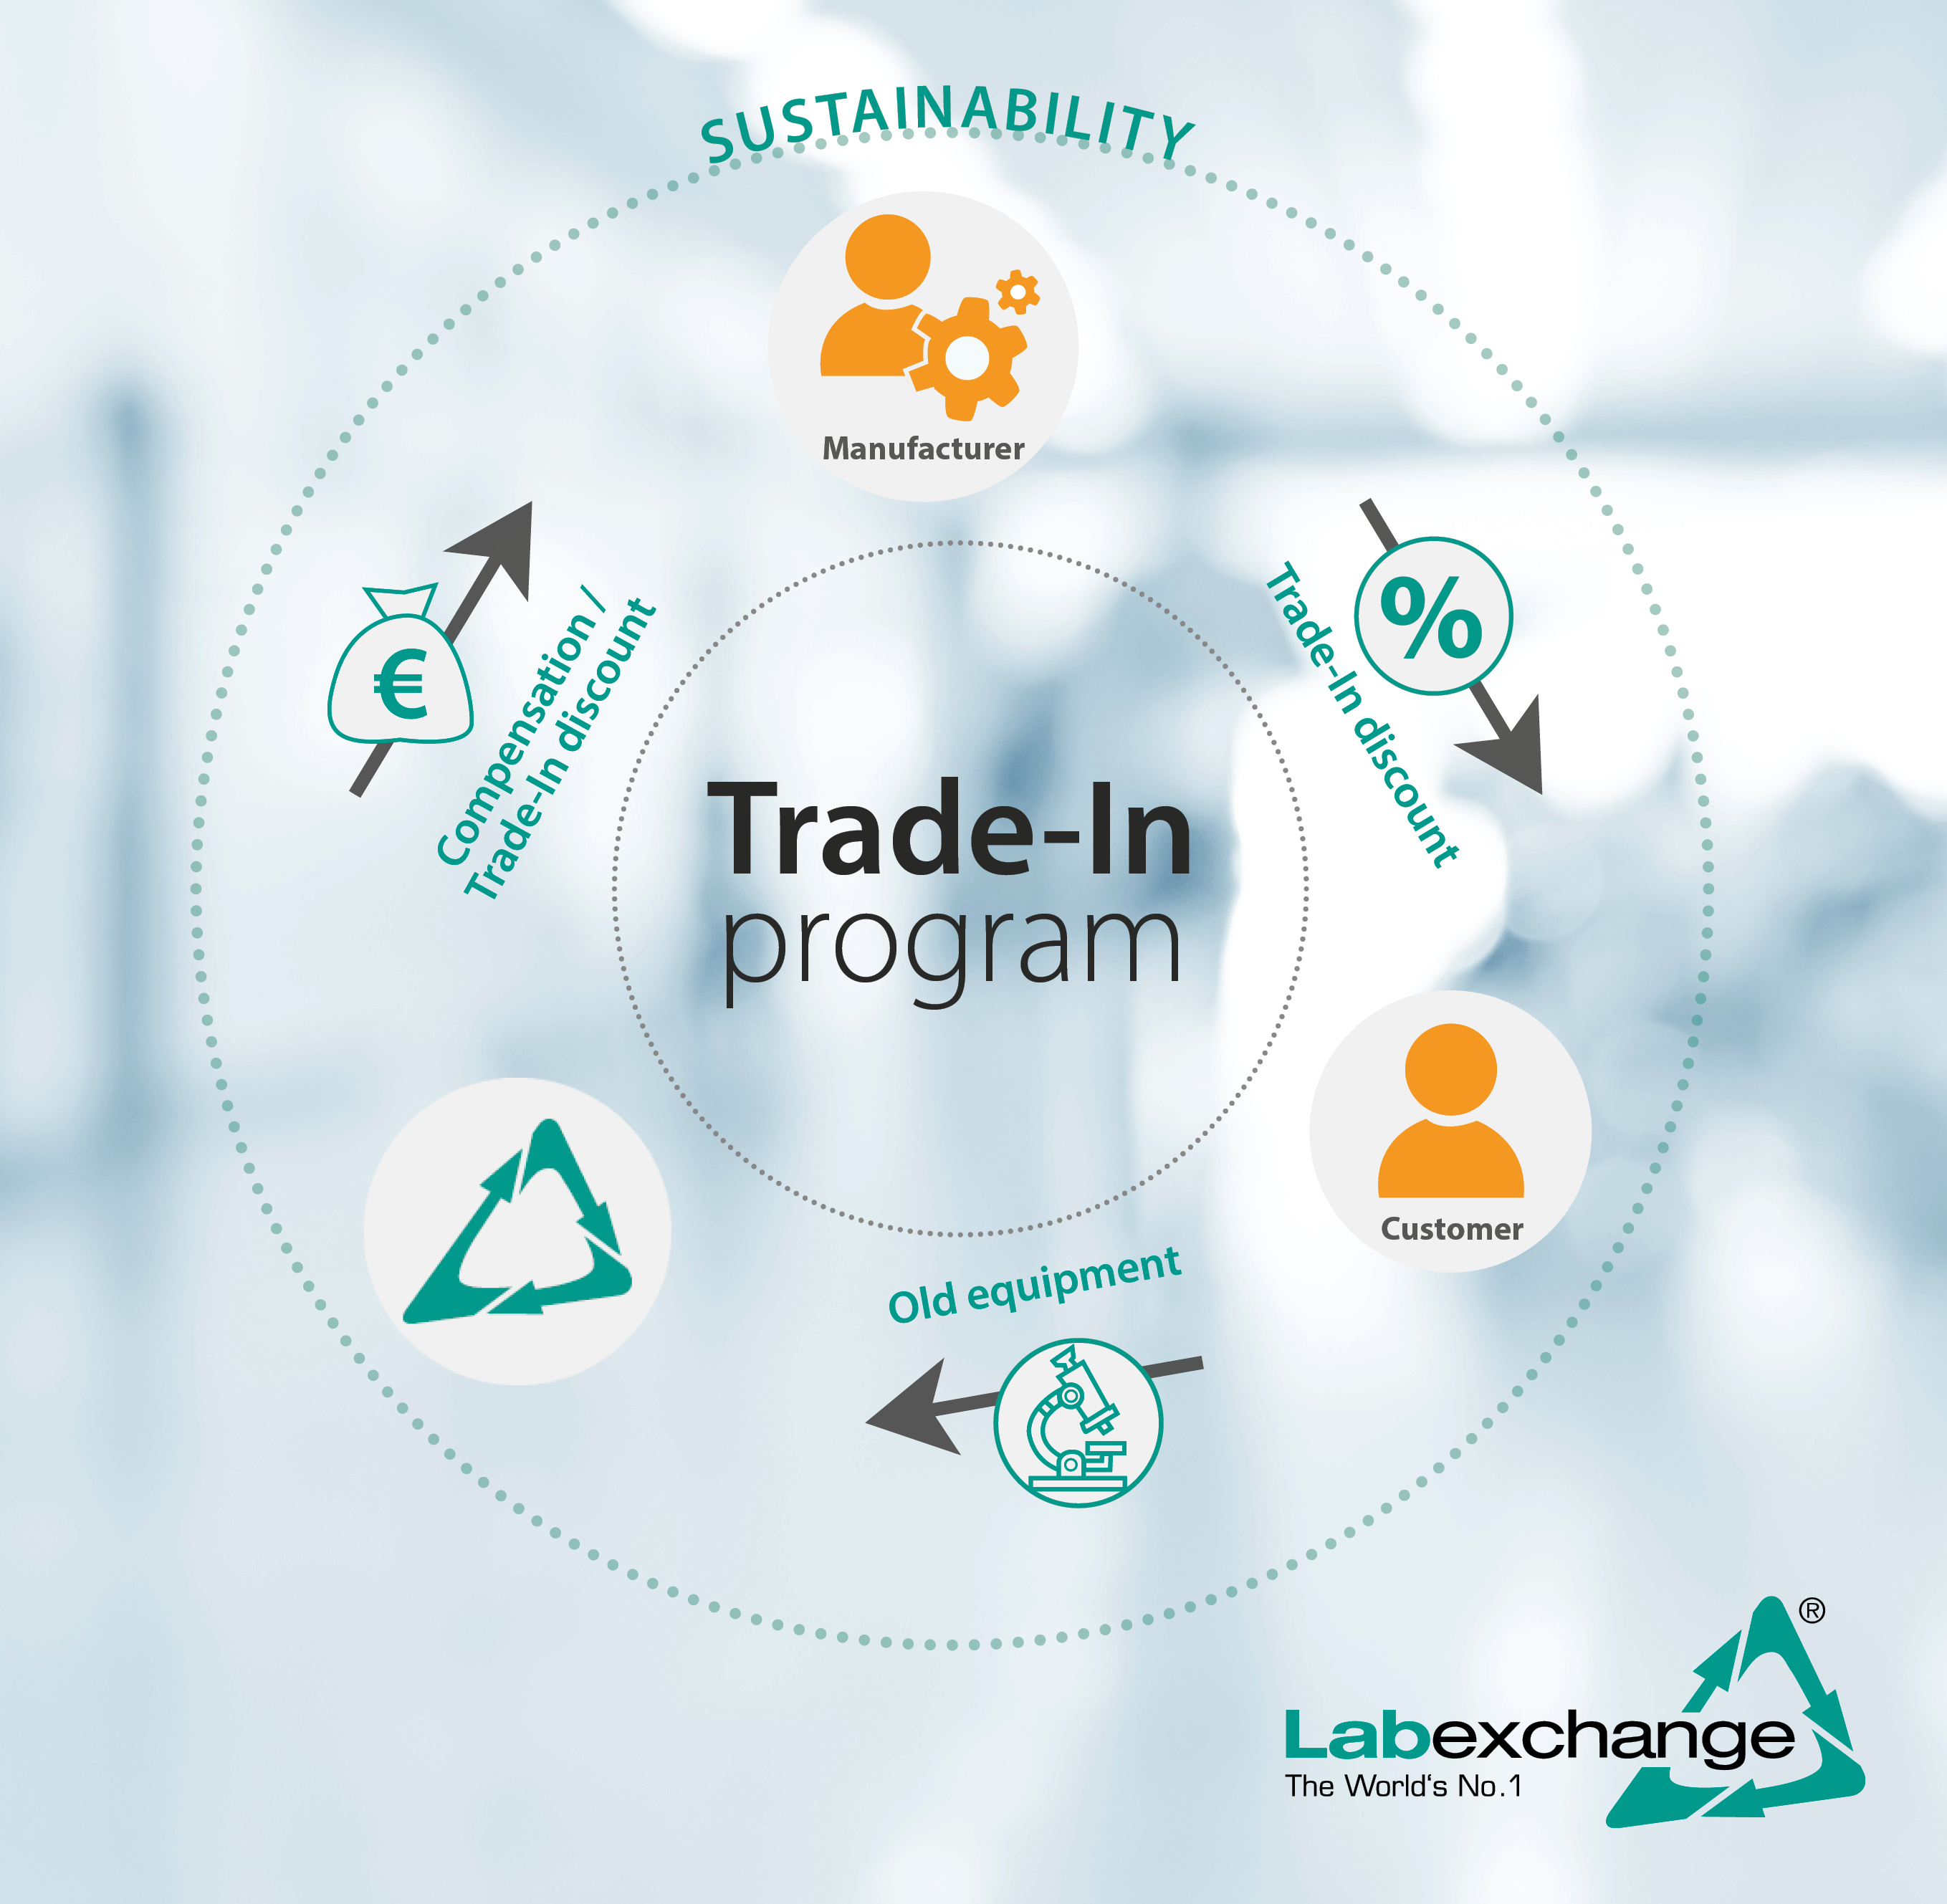 SUSTAINABILITY
Manufacturer
€
Compensation /
Trade-In discount
%
Trade-In discount
Trade-In
program
Customer
Old equipment
®
Labexchange
The World‘s No.1